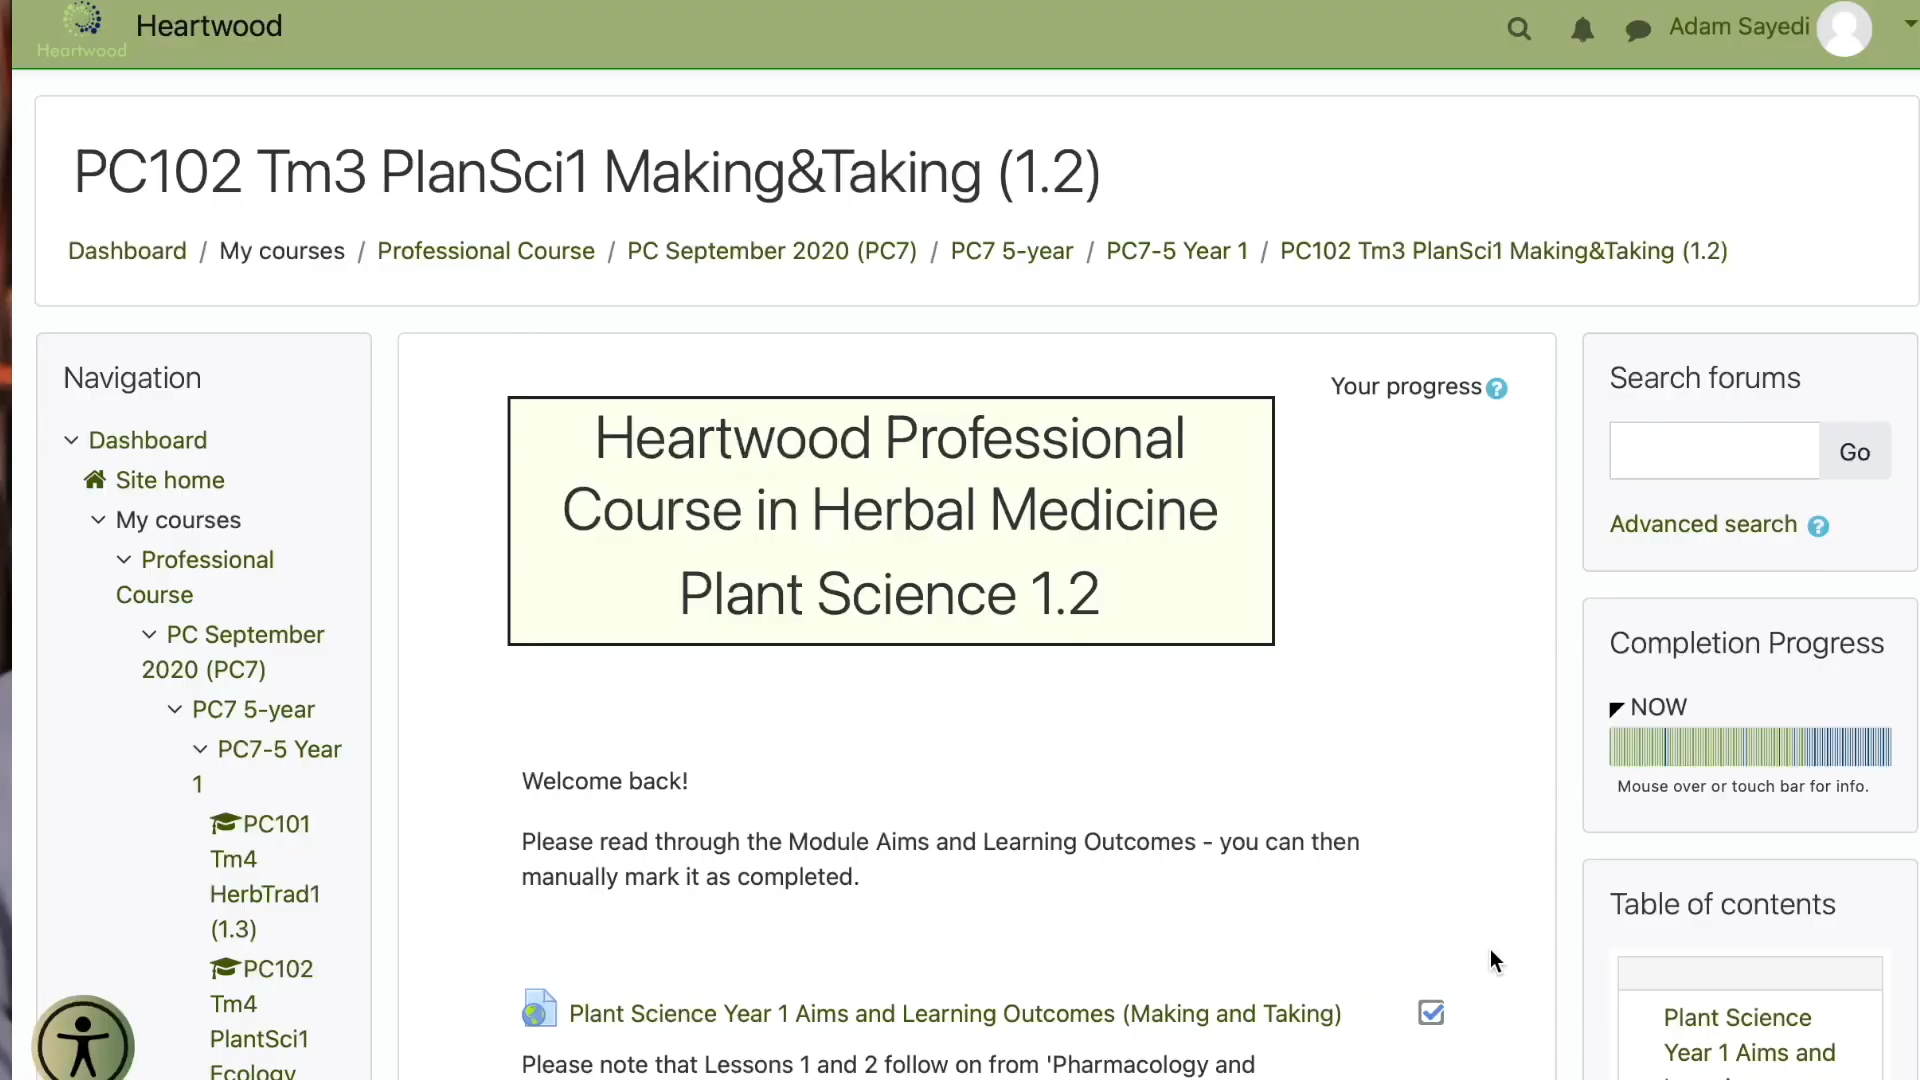 Heartwood
Heartwood
Adam Sayedi
PC102 Tm3 PlanSci1 Making&Taking (1.2)
Dashboard / My courses / Professional Course / PC September 2020 (PC7) / PC7 5-year / PC7-5 Year 1 / PC102 Tm3 PlanSci1 Making&Taking (1.2)
Navigation
Dashboard
Site home
My courses
Professional
Course
PC September
2020 (PC7)
PC7 5-year
PC7-5 Year
1
PC101
Tm4
HerbTrad1
(1.3)
PC102
Tm4
PlantSci1
Ecology
Your progress
Heartwood Professional
Course in Herbal Medicine
Plant Science 1.2
Welcome back!
Please read through the Module Aims and Learning Outcomes - you can then
manually mark it as completed.
Plant Science Year 1 Aims and Learning Outcomes (Making and Taking)
Please note that Lessons 1 and 2 follow on from 'Pharmacology and
Search forums
Go
Advanced search
Completion Progress
NOW
Mouse over or touch bar for info.
Table of contents
Plant Science
Year 1 Aims and